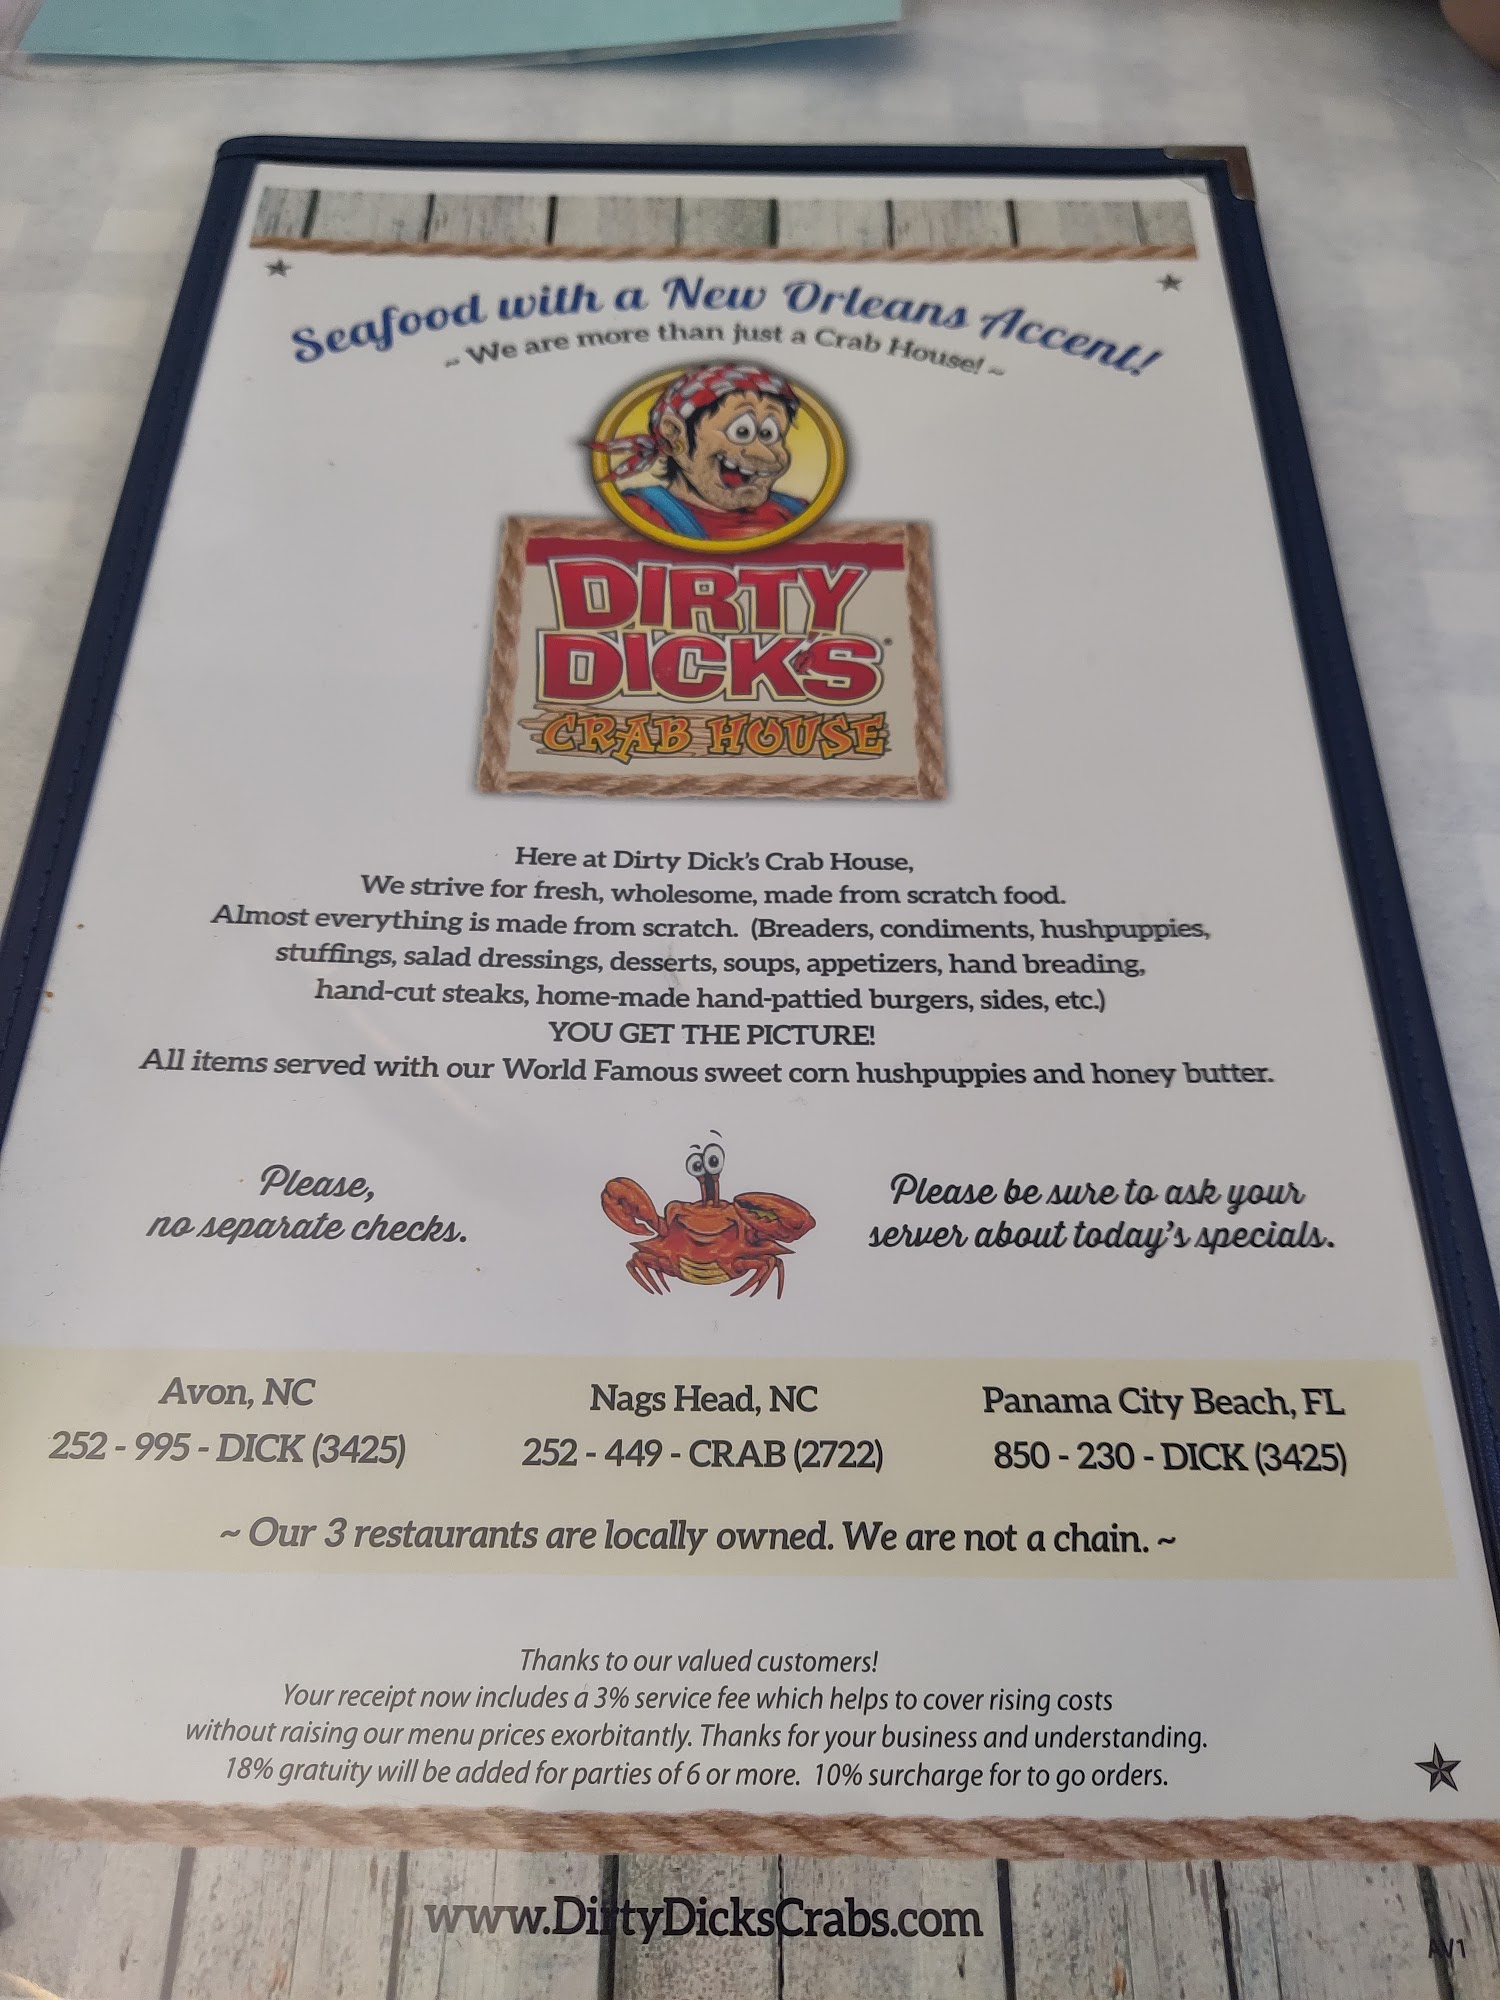 Seafood with a New Orleans Accent!
~ We are more than just a Crab House! ~
DIRTY
DICK'S
CRAB HOUSE
Here at Dirty Dick's Crab House,
We strive for fresh, wholesome, made from scratch food.
Almost everything is made from scratch. (Breaders, condiments, hushpuppies,
stuffings, salad dressings, desserts, soups, appetizers, hand breading,
hand-cut steaks, home-made hand-pattied burgers, sides, etc.)
YOU GET THE PICTURE!
All items served with our World Famous sweet corn hushpuppies and honey butter.
Please,
no separate checks.
Please be sure to ask your
server about today's specials.
Avon, NC
252 - 995 - DICK (3425)
Nags Head, NC
252 - 449 - CRAB (2722)
Panama City Beach, FL
850 - 230 - DICK (3425)
~ Our 3 restaurants are locally owned. We are not a chain. ~
Thanks to our valued customers!
Your receipt now includes a 3% service fee which helps to cover rising costs
without raising our menu prices exorbitantly. Thanks for your business and understanding.
18% gratuity will be added for parties of 6 or more. 10% surcharge for to go orders.
www.DirtyDicksCrabs.com
AV1